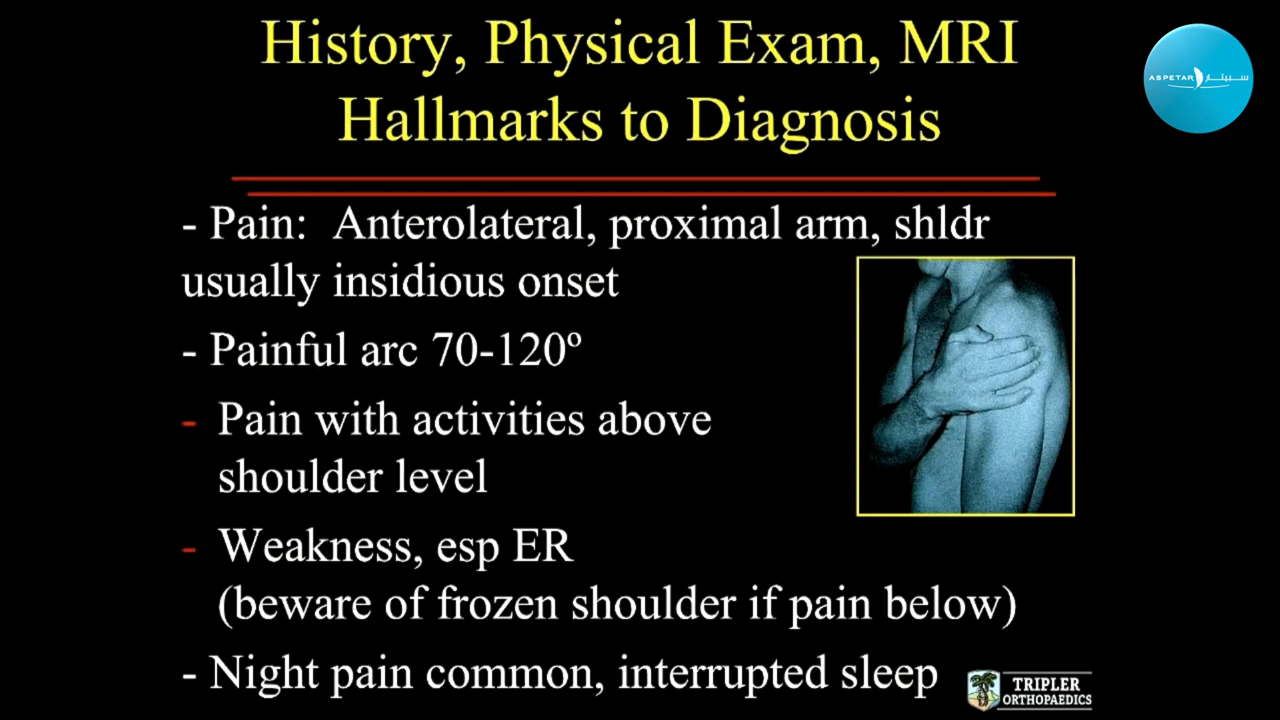 History, Physical Exam, MRI
Hallmarks to Diagnosis
ASPETAR سبيتار
- Pain:  Anterolateral, proximal arm, shldr
usually insidious onset
- Painful arc 70-120º
- Pain with activities above
shoulder level
- Weakness, esp ER
(beware of frozen shoulder if pain below)
- Night pain common, interrupted sleep
TRIPLER
ORTHOPAEDICS